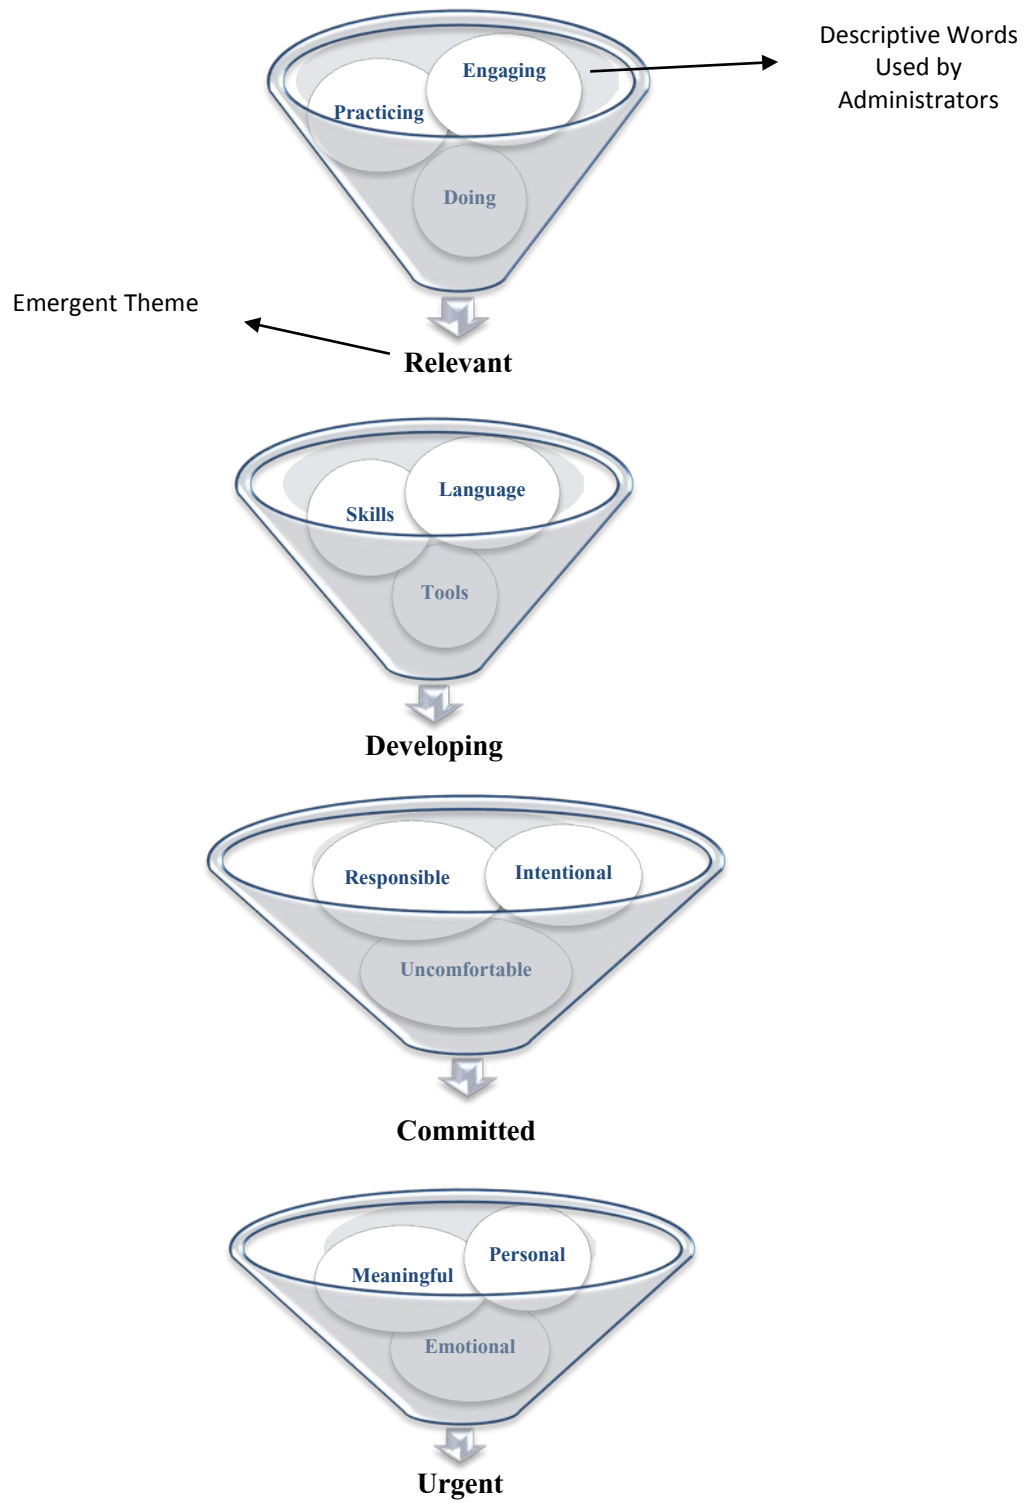 Descriptive Words
Used by
Administrators
Engaging
Practicing
Doing
Emergent Theme
Relevant
Language
Skills
Tools
Developing
Responsible
Intentional
Uncomfortable
Committed
Personal
Meaningful
Emotional
Urgent